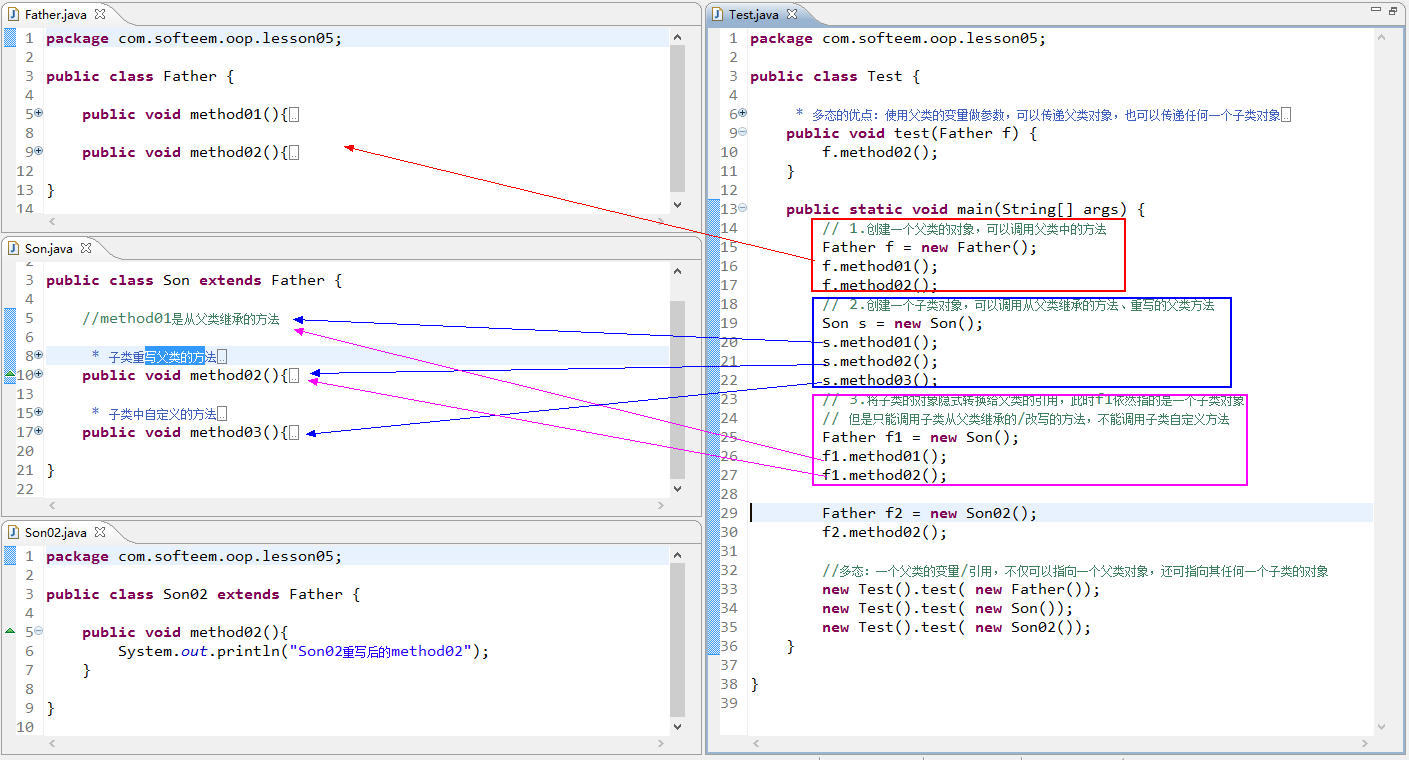 Father.java
1 package com.softeem.oop.lesson05;
2
3 public class Father {
4
5 public void method01(){
8
9 public void method02(){
12
13 }
14
Son.java
2
3 public class Son extends Father {
4
5 //method01是从父类继承的方法
6
8 * 子类重写父类的方法
10 public void method02(){
13
15 * 子类中自定义的方法
17 public void method03(){
20
21 }
22
Son02.java
1 package com.softeem.oop.lesson05;
2
3 public class Son02 extends Father {
4
5 public void method02(){
6 System.out.println("Son02重写后的method02");
7 }
8
9 }
10
Test.java
1 package com.softeem.oop.lesson05;
2
3 public class Test {
4
6 * 多态的优点：使用父类的变量做参数，可以传递父类对象，也可以传递任何一个子类对象
9 public void test(Father f) {
10 f.method02();
11 }
12
13 public static void main(String[] args) {
14 // 1.创建一个父类的对象，可以调用父类中的方法
15 Father f = new Father();
16 f.method01();
17 f.method02();
18 // 2.创建一个子类对象，可以调用从父类继承的方法、重写的父类方法
19 Son s = new Son();
20 s.method01();
21 s.method02();
22 s.method03();
23 // 3.将子类的对象隐式转换给父类的引用，此时f1依然指的是一个子类对象
24 // 但是只能调用子类从父类继承的/改写的方法，不能调用子类自定义方法
25 Father f1 = new Son();
26 f1.method01();
27 f1.method02();
28
29 Father f2 = new Son02();
30 f2.method02();
31
32 //多态：一个父类的变量/引用，不仅可以指向一个父类对象，还可指向其任何一个子类的对象
33 new Test().test( new Father());
34 new Test().test( new Son());
35 new Test().test( new Son02());
36 }
37
38 }
39